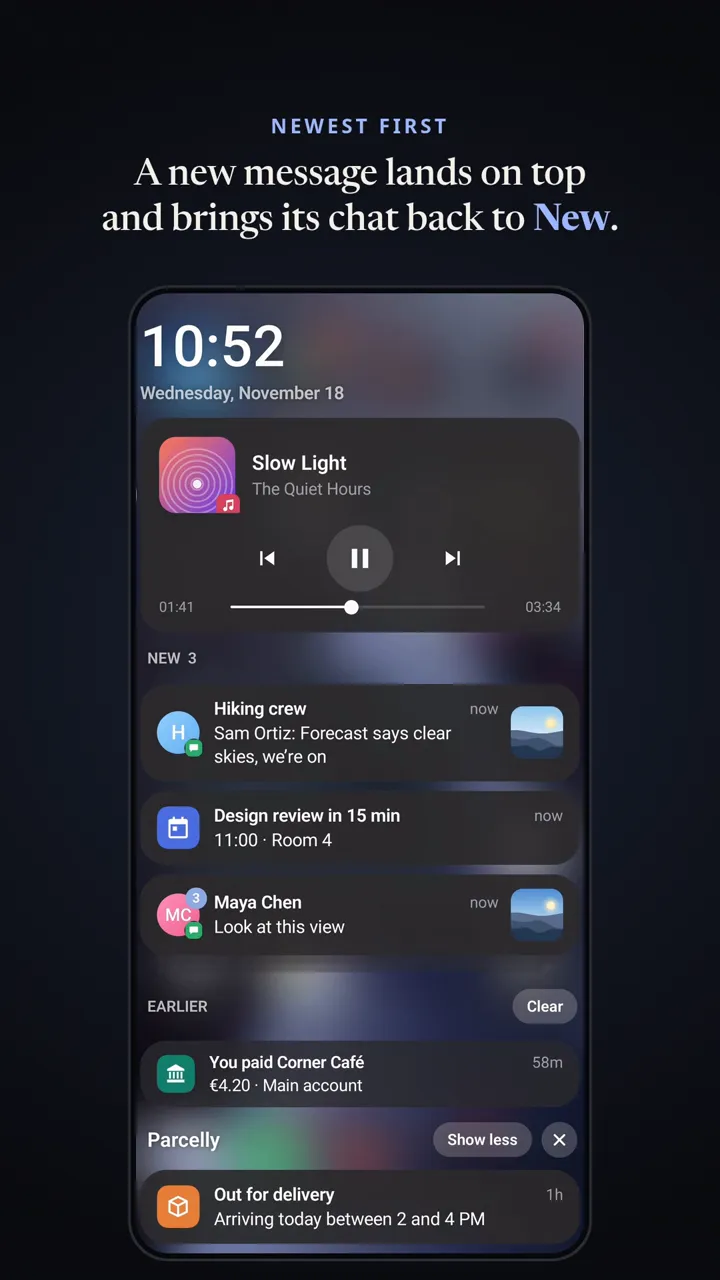 NEWEST FIRST
A new message lands on top
and brings its chat back to New.
10:52
Wednesday, November 18
Slow Light
The Quiet Hours
01:41
03:34
NEW 3
Hiking crew
now
H
Sam Ortiz: Forecast says clear
skies, we’re on
Design review in 15 min
now
11:00 · Room 4
3
MC
Maya Chen
now
Look at this view
EARLIER
Clear
You paid Corner Café
58m
€4.20 · Main account
Parcelly
Show less
Out for delivery
1h
Arriving today between 2 and 4 PM